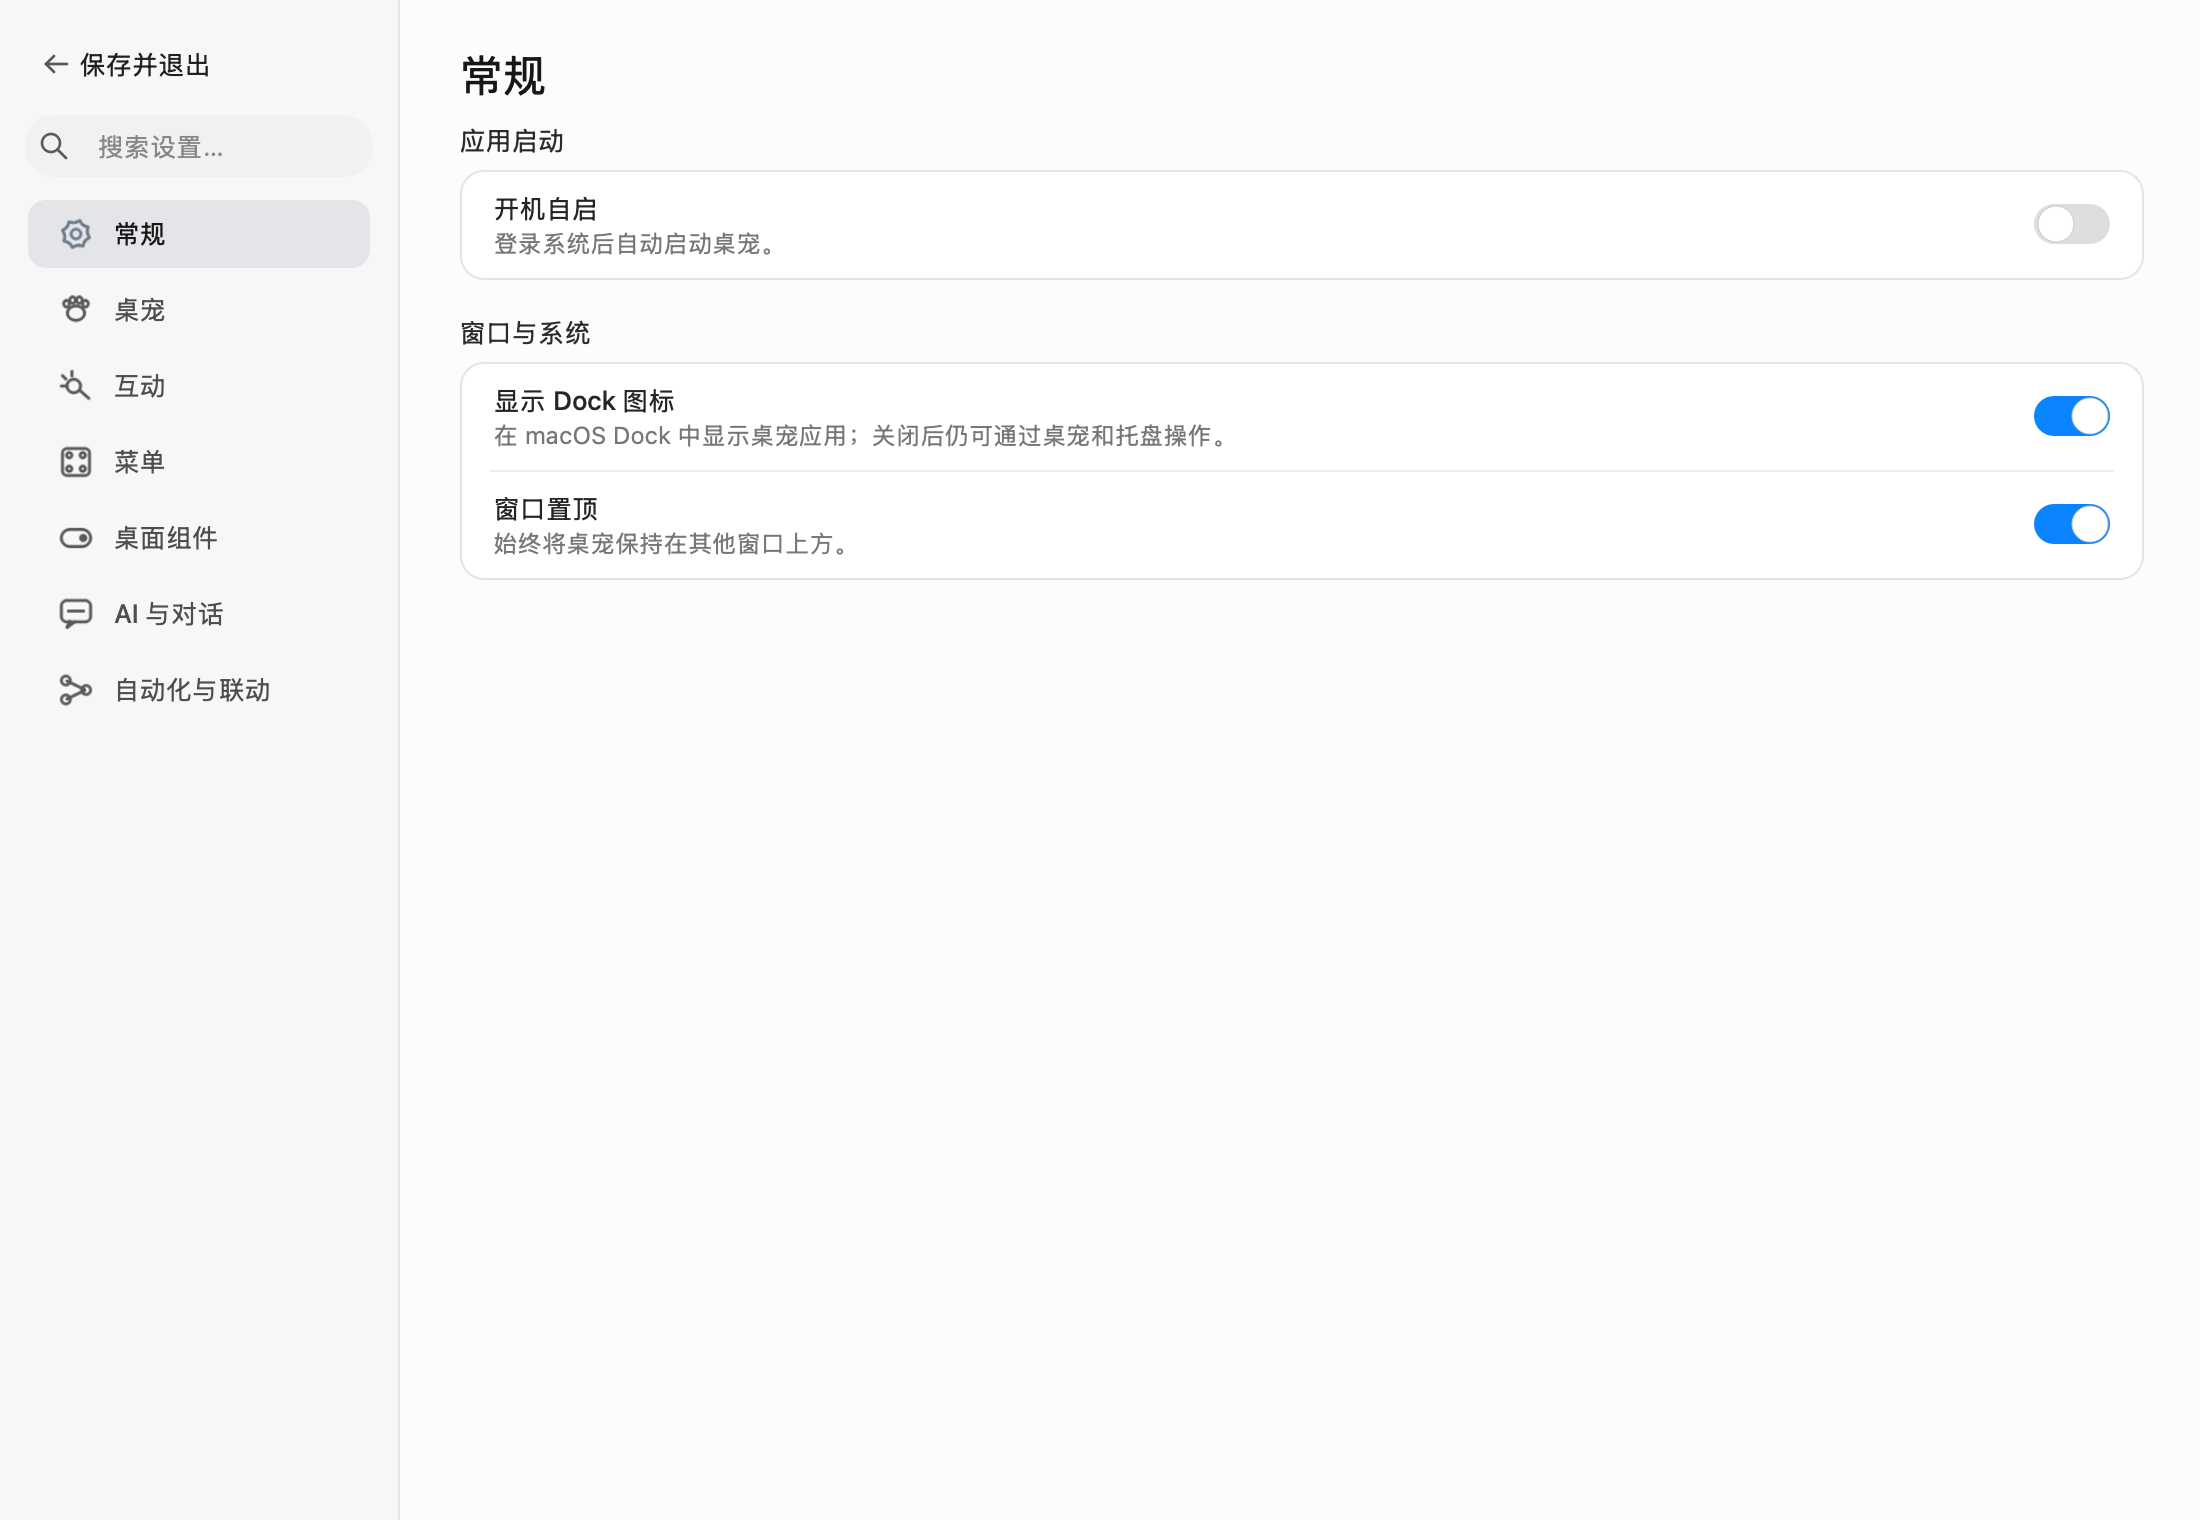 保存并退出
搜索设置...
常规
桌宠
互动
菜单
桌面组件
AI 与对话
自动化与联动
常规
应用启动
开机自启
登录系统后自动启动桌宠。
窗口与系统
显示 Dock 图标
在 macOS Dock 中显示桌宠应用；关闭后仍可通过桌宠和托盘操作。
窗口置顶
始终将桌宠保持在其他窗口上方。